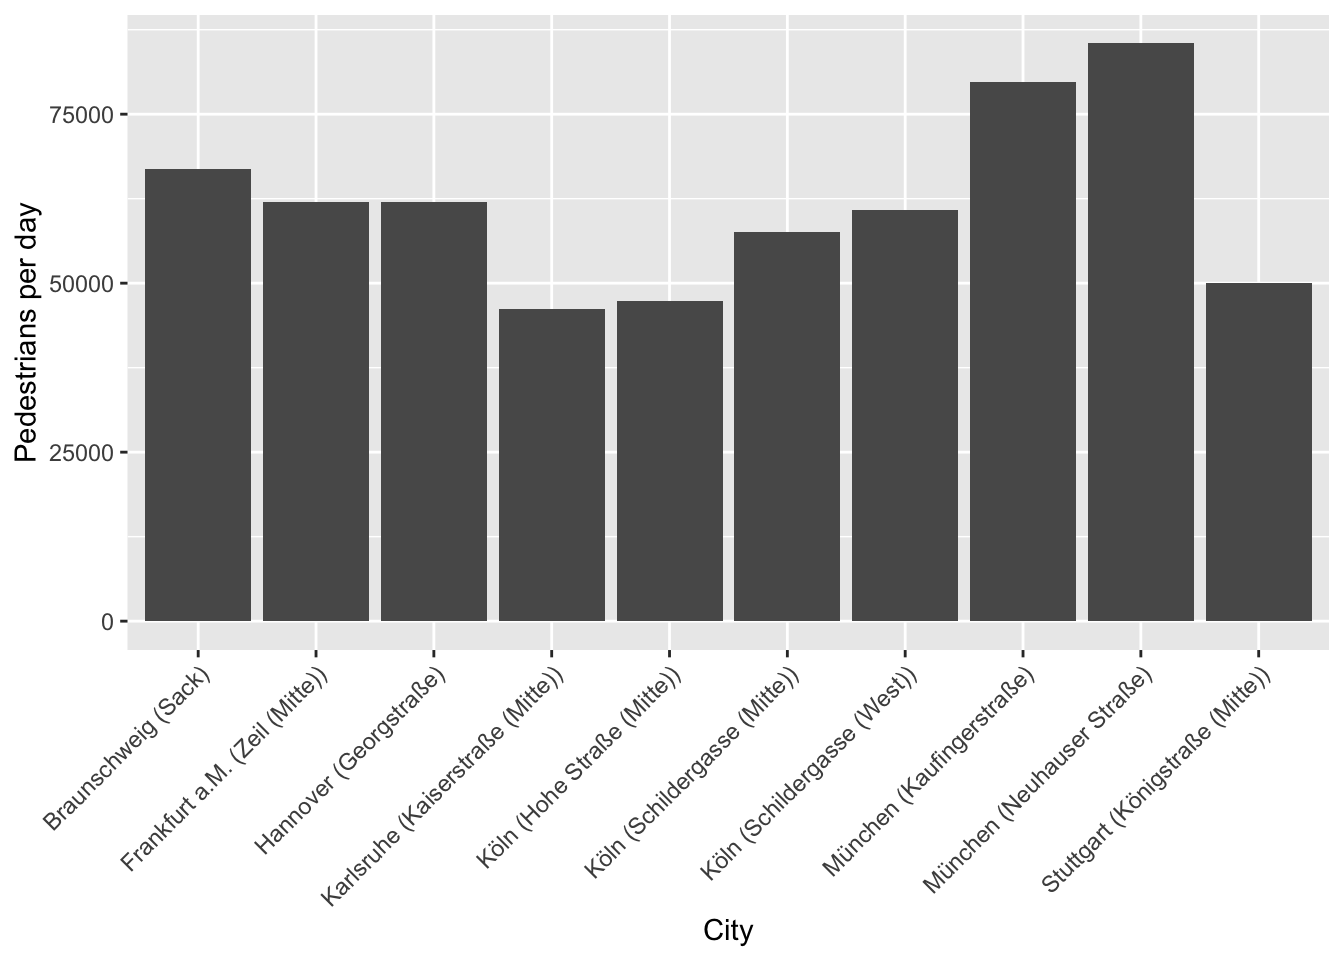 Pedestrians per day
75000
50000
25000
0
Braunschweig (Sack)
Frankfurt a.M. (Zeil (Mitte))
Hannover (Georgstraße)
Karlsruhe (Kaiserstraße (Mitte))
Köln (Hohe Straße (Mitte))
Köln (Schildergasse (Mitte))
Köln (Schildergasse (West))
München (Kaufingerstraße)
München (Neuhauser Straße)
Stuttgart (Königstraße (Mitte))
City